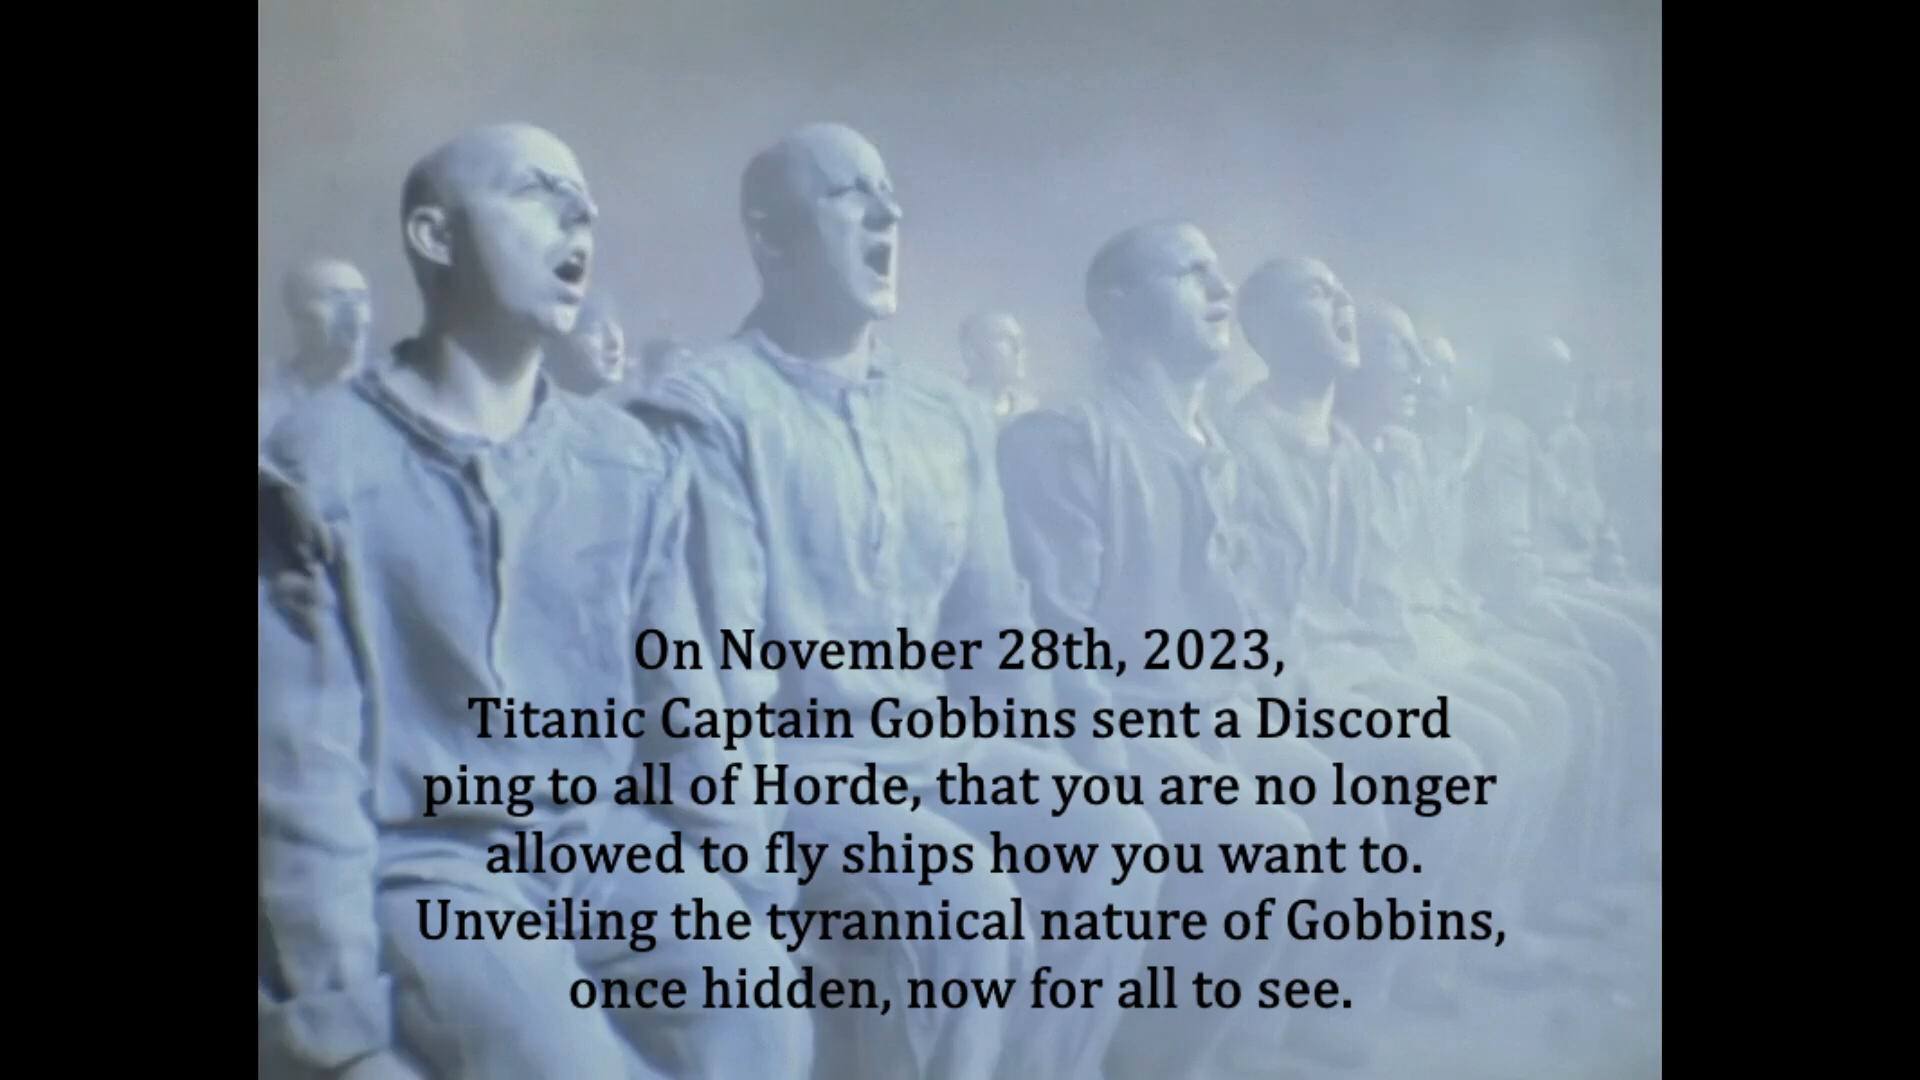 On November 28th, 2023,
Titanic Captain Gobbins sent a Discord
ping to all of Horde, that you are no longer
allowed to fly ships how you want to.
Unveiling the tyrannical nature of Gobbins,
once hidden, now for all to see.